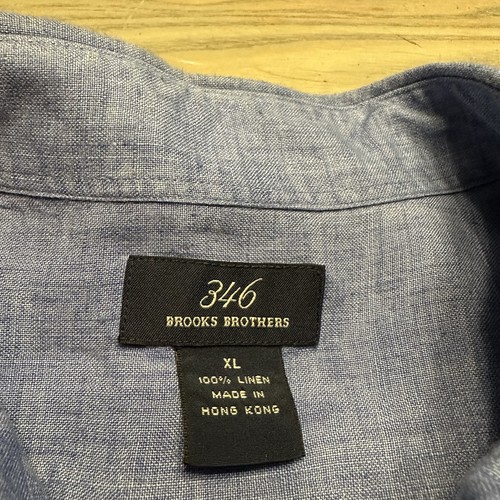 346
BROOKS BROTHERS
XL
100% LINEN
MADE IN
HONG KONG